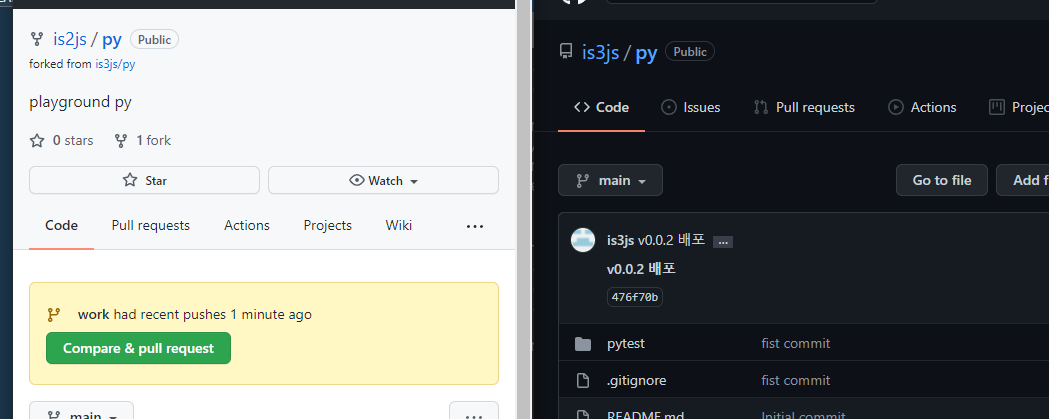 is2js / py Public
forked from is3js/py
playground py
0 stars 1 fork
Star Watch
Code Pull requests Actions Projects Wiki ...
work had recent pushes 1 minute ago
Compare & pull request
main ...
is3js / py Public
Code Issues Pull requests Actions Projec
main Go to file Add f
is3js v0.0.2 배포 ...
v0.0.2 배포
476f70b
pytest fist commit
.gitignore fist commit
README.md Initial commit